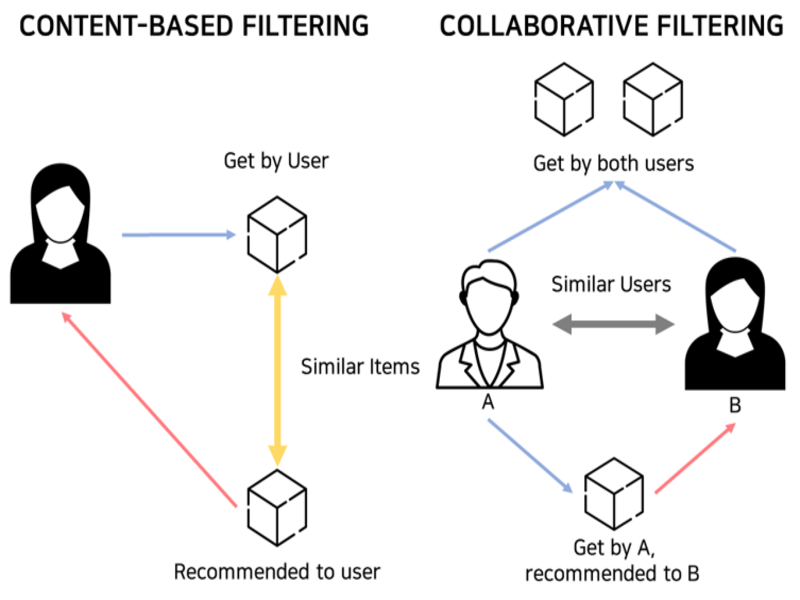 CONTENT-BASED FILTERING
Get by User
Similar Items
Recommended to user
COLLABORATIVE FILTERING
Get by both users
Similar Users
A
B
Get by A,
recommended to B